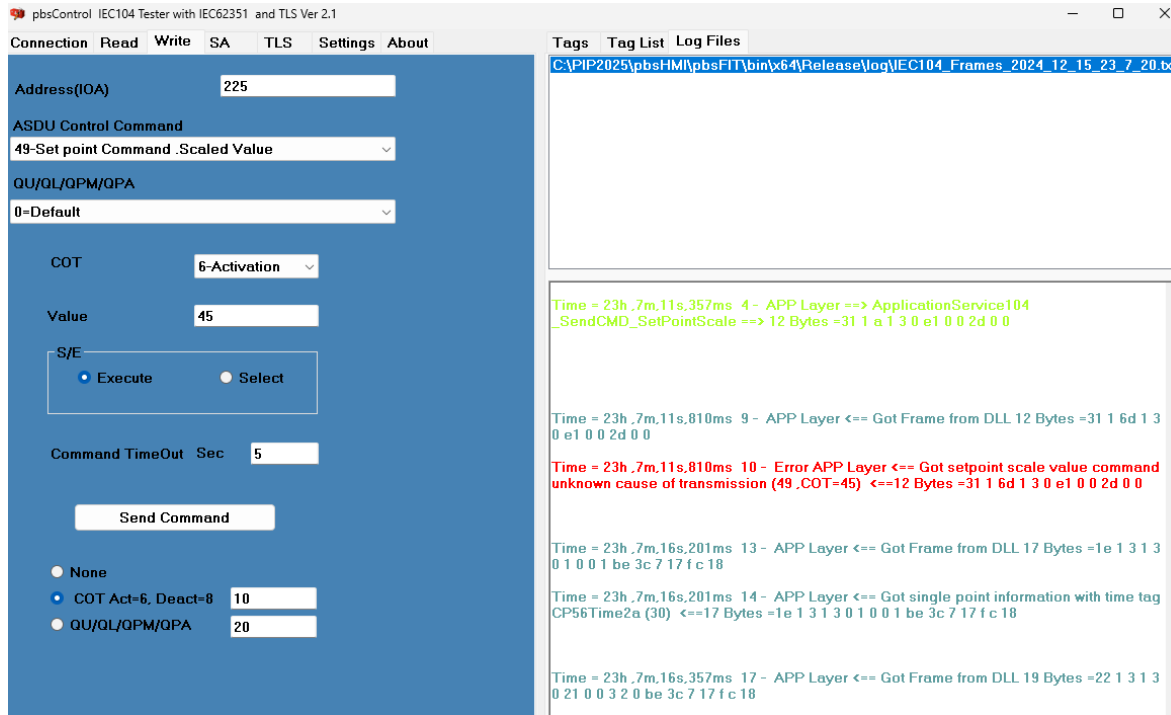 pbsControl IEC104 Tester with IEC62351 and TLS Ver 2.1
Connection Read Write SA TLS Settings About
Address(IOA) 225
ASDU Control Command
49-Set point Command .Scaled Value
QU/QL/QPM/QPA
0=Default
COT 6-Activation
Value 45
S/E
Execute Select
Command TimeOut Sec 5
Send Command
None
COT Act=6, Deact=8 10
QU/QL/QPM/QPA 20
Tags Tag List Log Files
C:\PIP2025\pbsHMI\pbsFIT\bin\x64\Release\log\IEC104_Frames_2024_12_15_23_7_20.tx
Time = 23h ,7m,11s,357ms 4 - APP Layer ==> ApplicationService104
_SendCMD_SetPointScale ==> 12 Bytes =31 1 a 1 3 0 e1 0 0 2d 0 0
Time = 23h ,7m,11s,810ms 9 - APP Layer <== Got Frame from DLL 12 Bytes =31 1 6d 1 3
0 e1 0 0 2d 0 0
Time = 23h ,7m,11s,810ms 10 - Error APP Layer <== Got setpoint scale value command
unknown cause of transmission (49 ,COT=45) <==12 Bytes =31 1 6d 1 3 0 e1 0 0 2d 0 0
Time = 23h ,7m,16s,201ms 13 - APP Layer <== Got Frame from DLL 17 Bytes =1e 1 3 1 3
0 1 0 0 1 be 3c 7 17 f c 18
Time = 23h ,7m,16s,201ms 14 - APP Layer <== Got single point information with time tag
CP56Time2a (30) <==17 Bytes =1e 1 3 1 3 0 1 0 0 1 be 3c 7 17 f c 18
Time = 23h ,7m,16s,357ms 17 - APP Layer <== Got Frame from DLL 19 Bytes =22 1 3 1 3
0 21 0 0 3 2 0 be 3c 7 17 f c 18